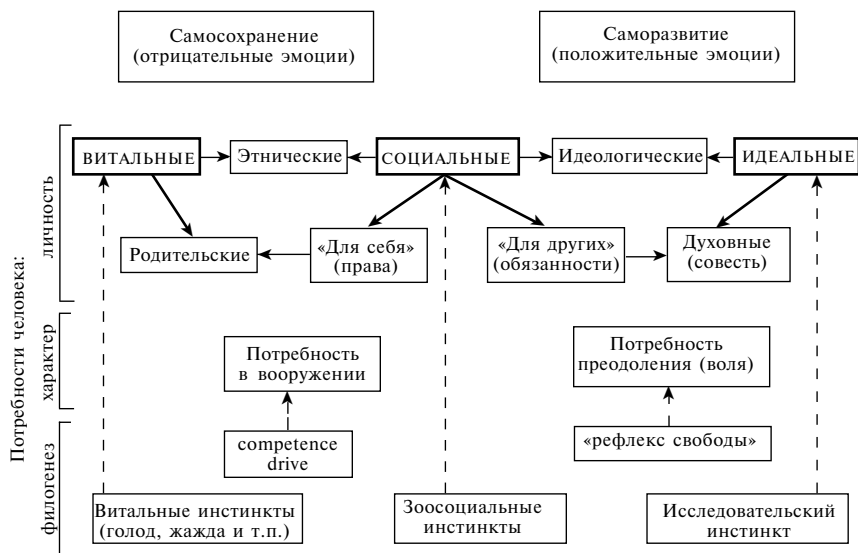 Самосохранение
(отрицательные эмоции)
Саморазвитие
(положительные эмоции)
Потребности человека:
личность
ВИТАЛЬНЫЕ
Этнические
СОЦИАЛЬНЫЕ
Идеологические
ИДЕАЛЬНЫЕ
Родительские
«Для себя»
(права)
«Для других»
(обязанности)
Духовные
(совесть)
характер
Потребность
в вооружении
Потребность
преодоления (воля)
филогенез
competence
drive
«рефлекс свободы»
Витальные инстинкты
(голод, жажда и т.п.)
Зоосоциальные
инстинкты
Исследовательский
инстинкт